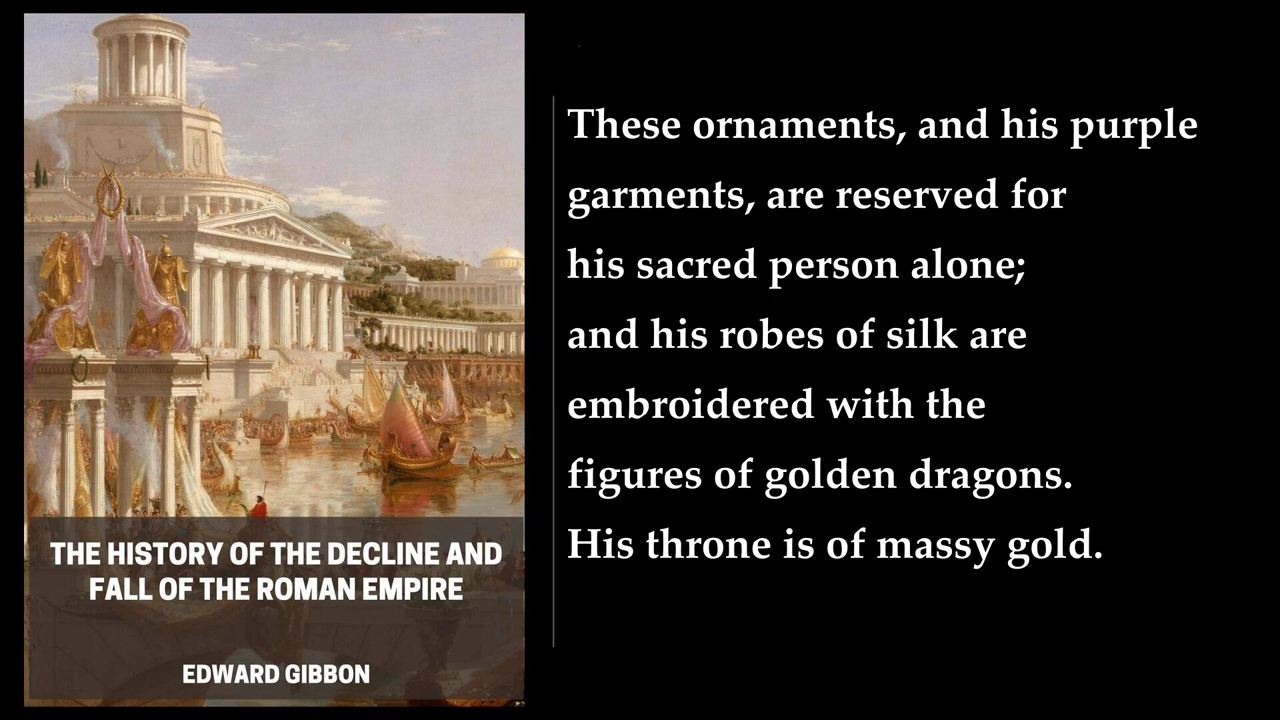 THE HISTORY OF THE DECLINE AND
FALL OF THE ROMAN EMPIRE
EDWARD GIBBON
These ornaments, and his purple
garments, are reserved for
his sacred person alone;
and his robes of silk are
embroidered with the
figures of golden dragons.
His throne is of massy gold.